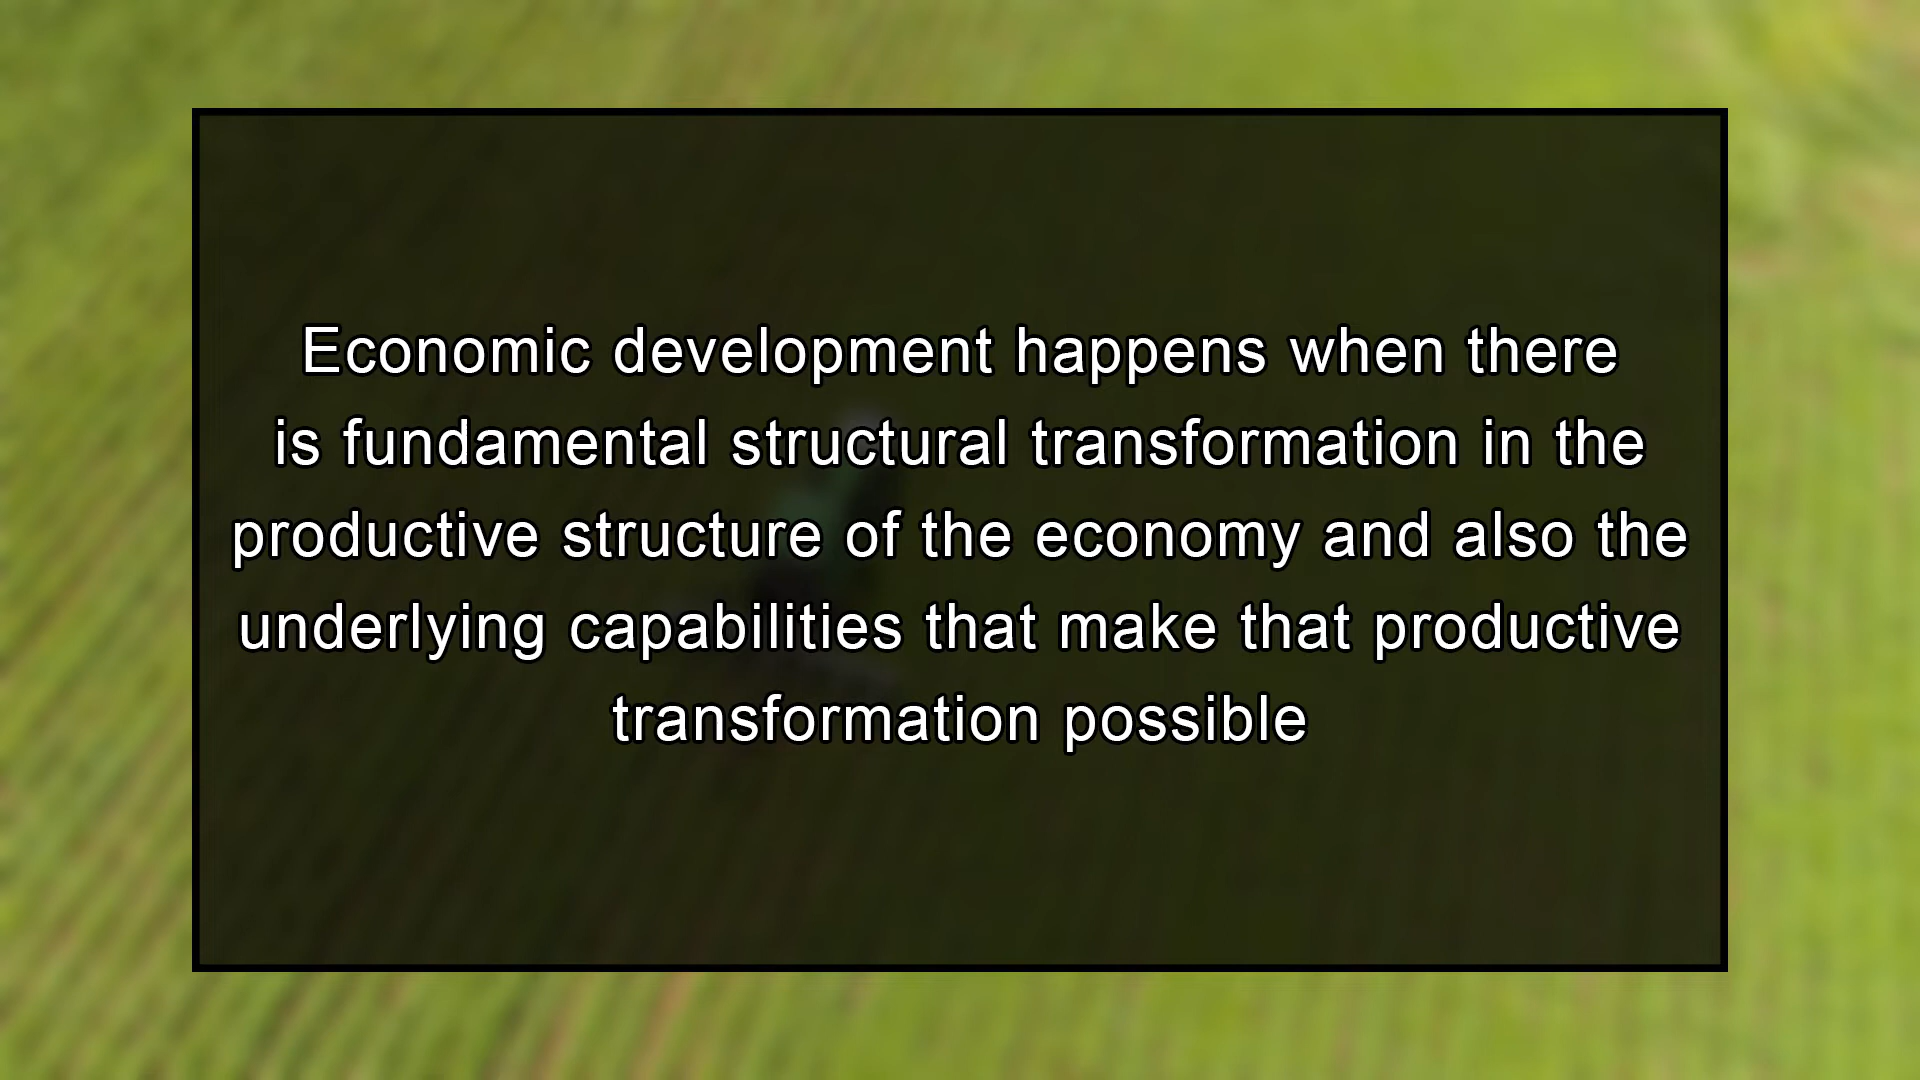 Economic development happens when there
is fundamental structural transformation in the
productive structure of the economy and also the
underlying capabilities that make that productive
transformation possible